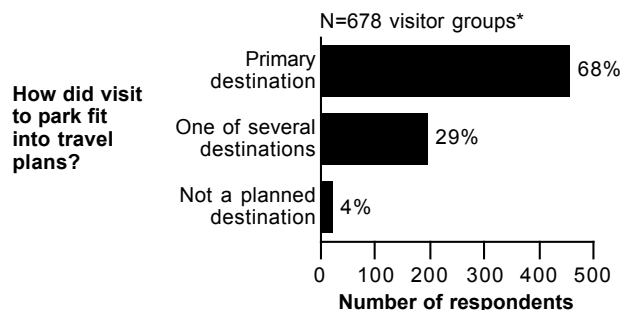 N=678 visitor groups*
How did visit
to park fit
into travel
plans?
Primary
destination
68%
One of several
destinations
29%
Not a planned
destination
4%
0 100 200 300 400 500
Number of respondents